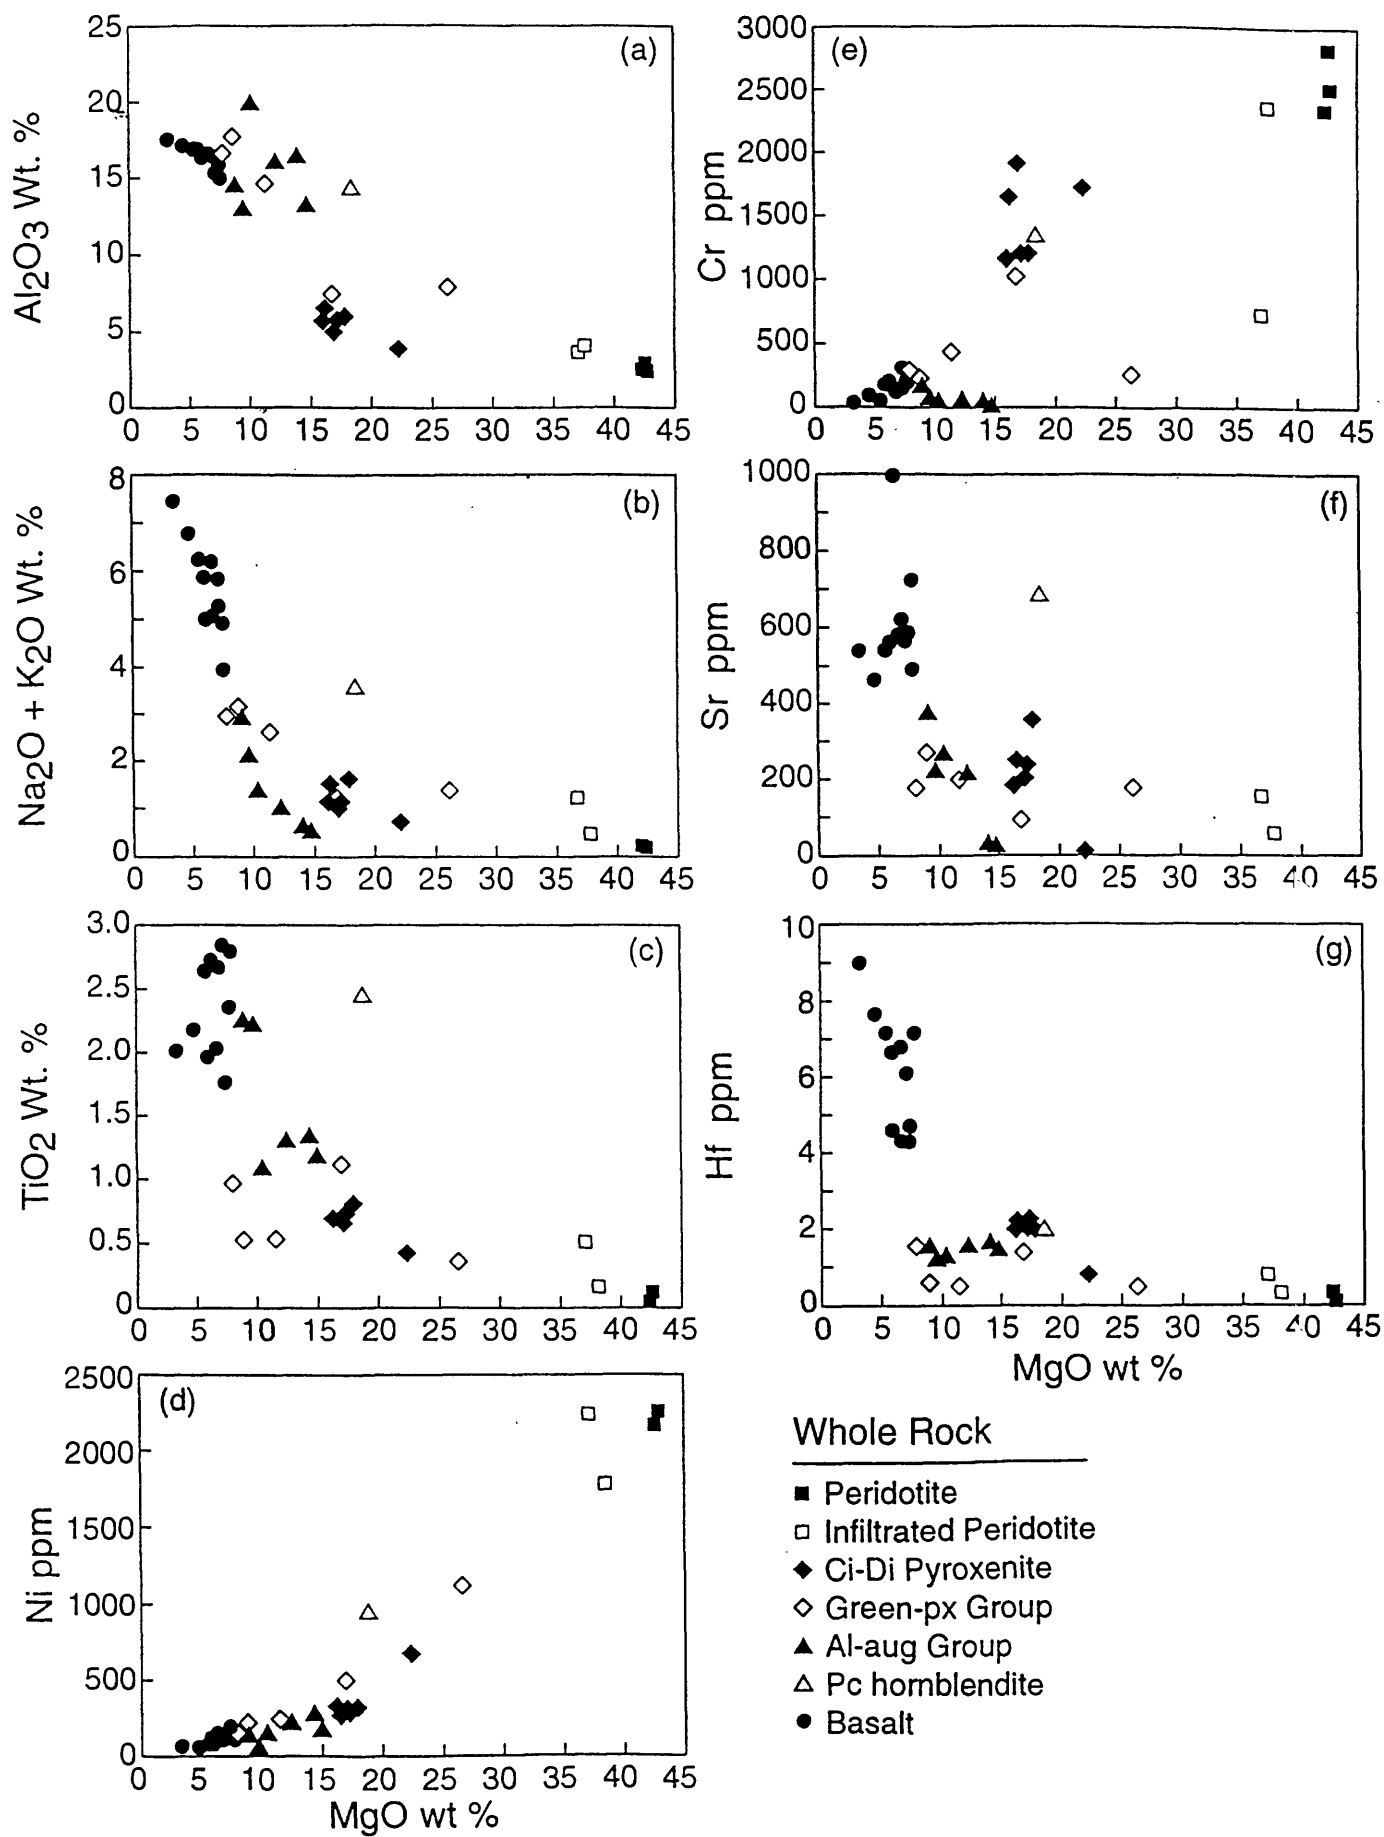 (a)
Al2O3 Wt. %
25
20
15
10
5
0
0 5 10 15 20 25 30 35 40 45
(e)
Cr ppm
3000
2500
2000
1500
1000
500
0
0 5 10 15 20 25 30 35 40 45
(b)
Na2O + K2O Wt. %
8
6
4
2
0
0 5 10 15 20 25 30 35 40 45
(f)
Sr ppm
1000
800
600
400
200
0
0 5 10 15 20 25 30 35 40 45
(c)
TiO2 Wt. %
3.0
2.5
2.0
1.5
1.0
0.5
0
0 5 10 15 20 25 30 35 40 45
(g)
Hf ppm
10
8
6
4
2
0
0 5 10 15 20 25 30 35 40 45
MgO wt %
(d)
Ni ppm
2500
2000
1500
1000
500
0
0 5 10 15 20 25 30 35 40 45
MgO wt %
Whole Rock
Peridotite
Infiltrated Peridotite
Ci-Di Pyroxenite
Green-px Group
Al-aug Group
Pc hornblendite
Basalt